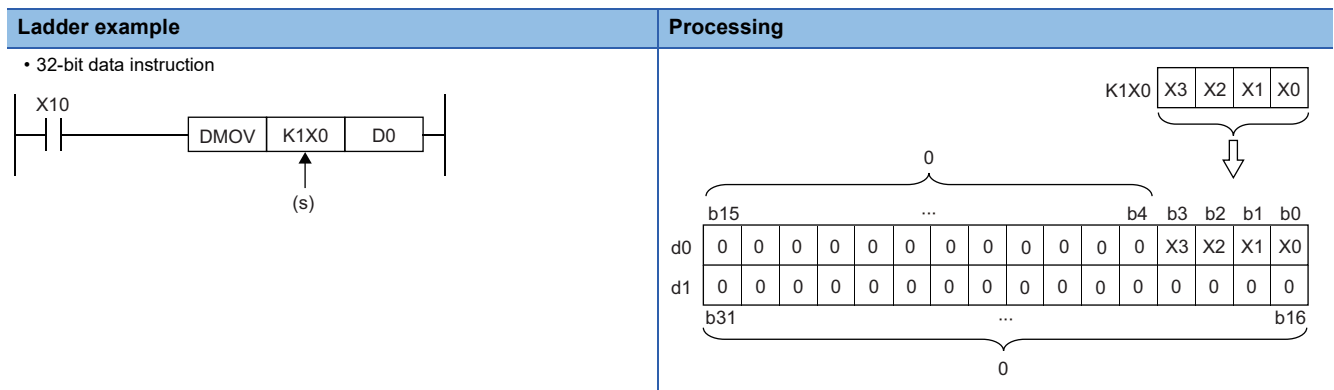 Ladder example
Processing
• 32-bit data instruction
X10
DMOV K1X0 D0
(s)
K1X0 X3 X2 X1 X0
0
b15 ... b4 b3 b2 b1 b0
d0 0 0 0 0 0 0 0 0 0 0 0 0 X3 X2 X1 X0
d1 0 0 0 0 0 0 0 0 0 0 0 0 0 0 0 0
b31 ... b16
0